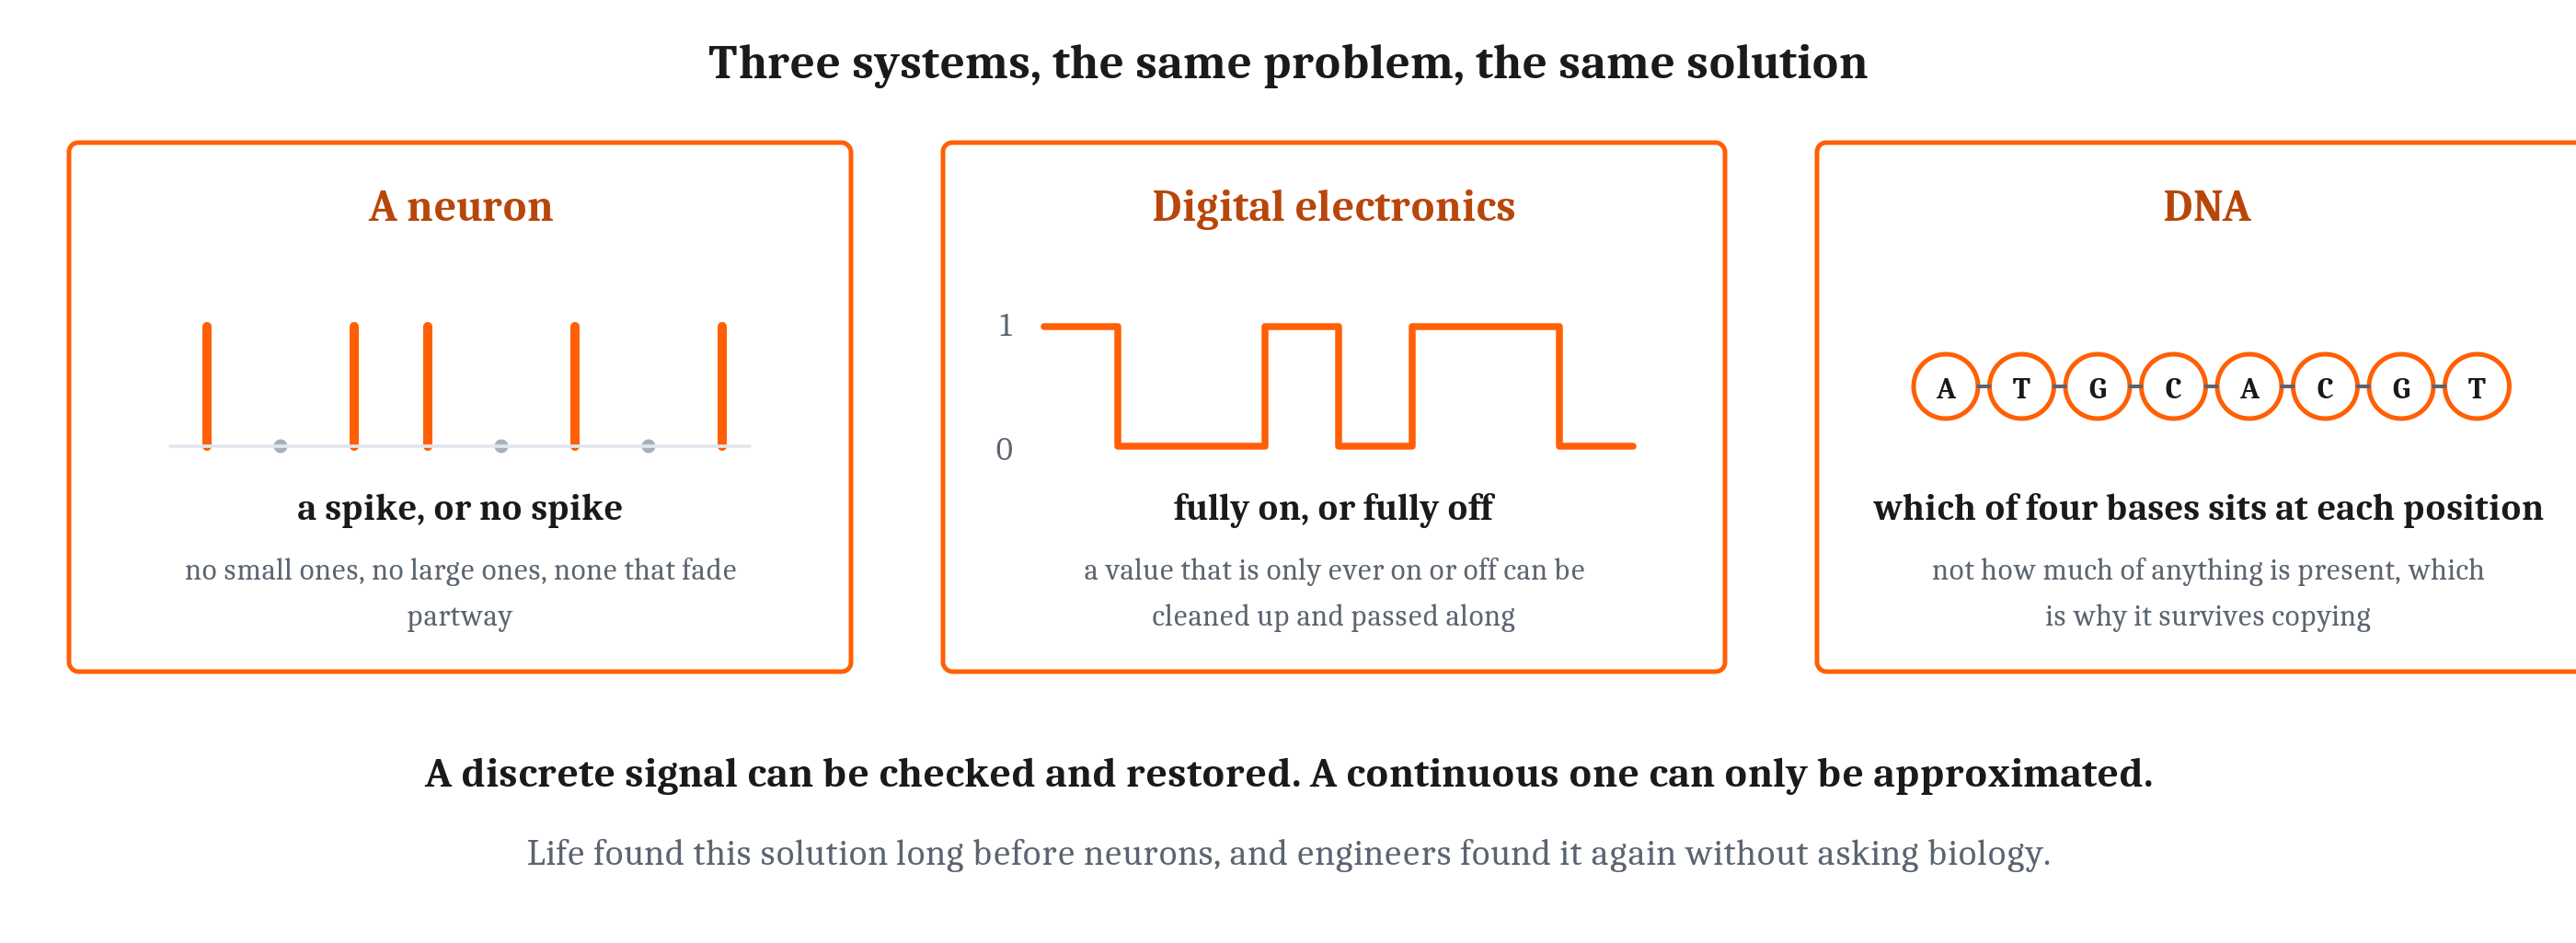 Three systems, the same problem, the same solution
A neuron
a spike, or no spike
no small ones, no large ones, none that fade
partway
Digital electronics
1
0
fully on, or fully off
a value that is only ever on or off can be
cleaned up and passed along
DNA
A T G C A C G T
which of four bases sits at each position
not how much of anything is present, which
is why it survives copying
A discrete signal can be checked and restored. A continuous one can only be approximated.
Life found this solution long before neurons, and engineers found it again without asking biology.